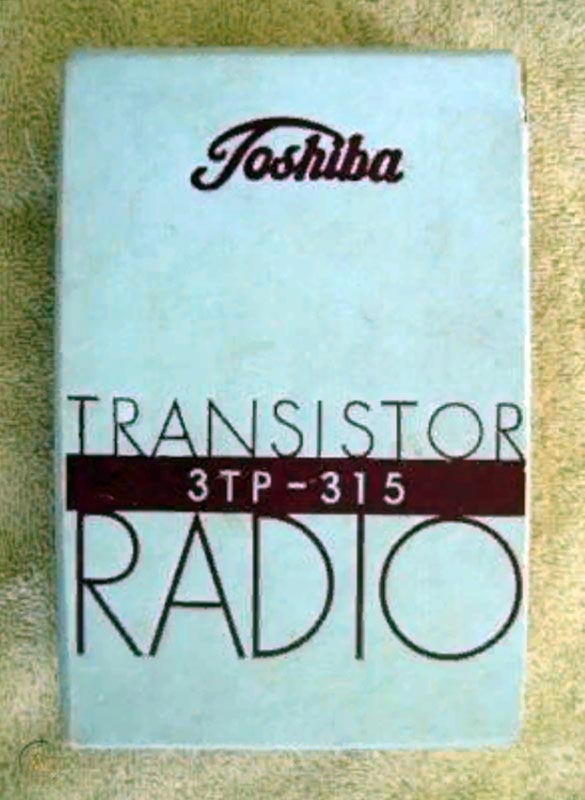 Toshiba
TRANSISTOR
3TP-315
RADIO